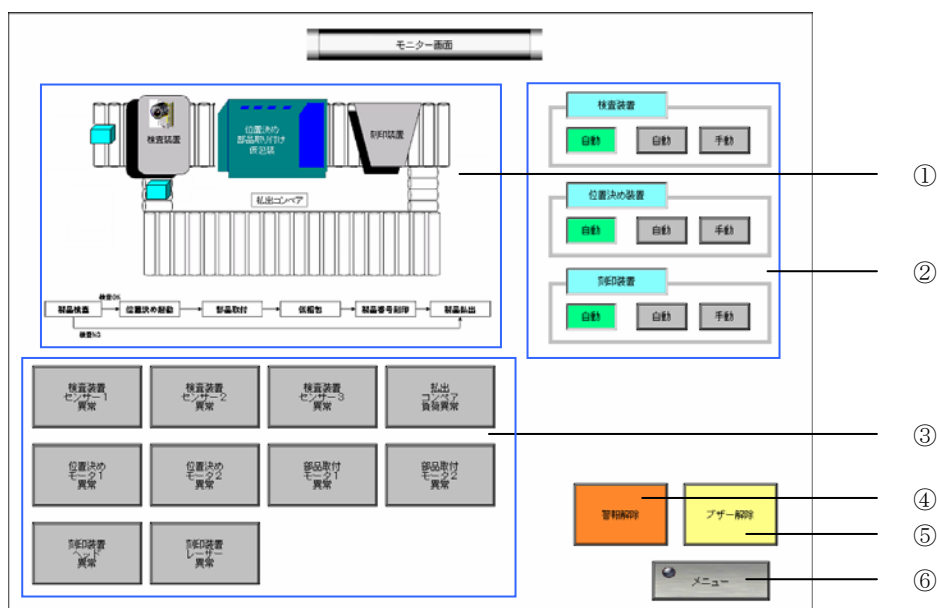 モニター画面
検査装置
位置決め
部品取り付け
仮包装
刻印装置
払出コンベア
検査OK
製品検査
位置決め起動
部品取付
仮梱包
製品番号刻印
製品払出
検査NG
検査装置
自動
自動
手動
位置決め装置
自動
自動
手動
刻印装置
自動
自動
手動
①
②
検査装置
センサー1
異常
検査装置
センサー2
異常
検査装置
センサー3
異常
払出
コンベア
負荷異常
位置決め
モータ1
異常
位置決め
モータ2
異常
部品取付
モータ1
異常
部品取付
モータ2
異常
刻印装置
ヘッド
異常
刻印装置
レーザー
異常
③
警報解除
ブザー解除
メニュー
④
⑤
⑥